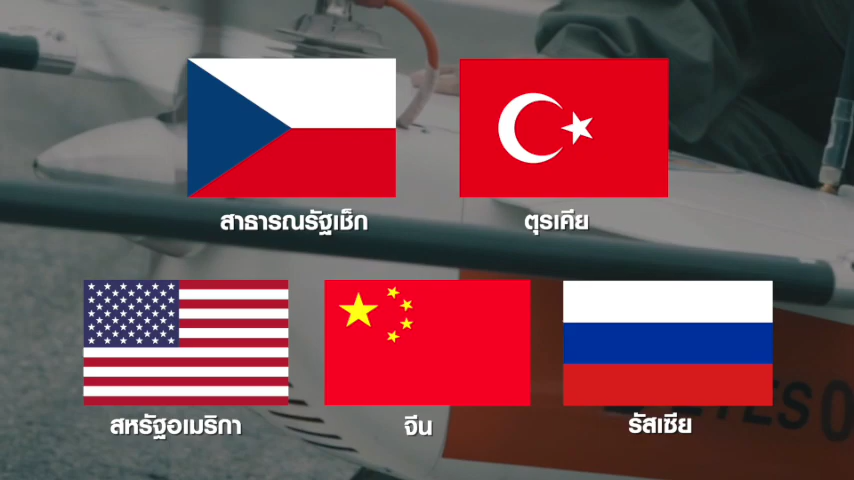 สาธารณรัฐเช็ก
ตุรเคีย
สหรัฐอเมริกา
จีน
รัสเซีย